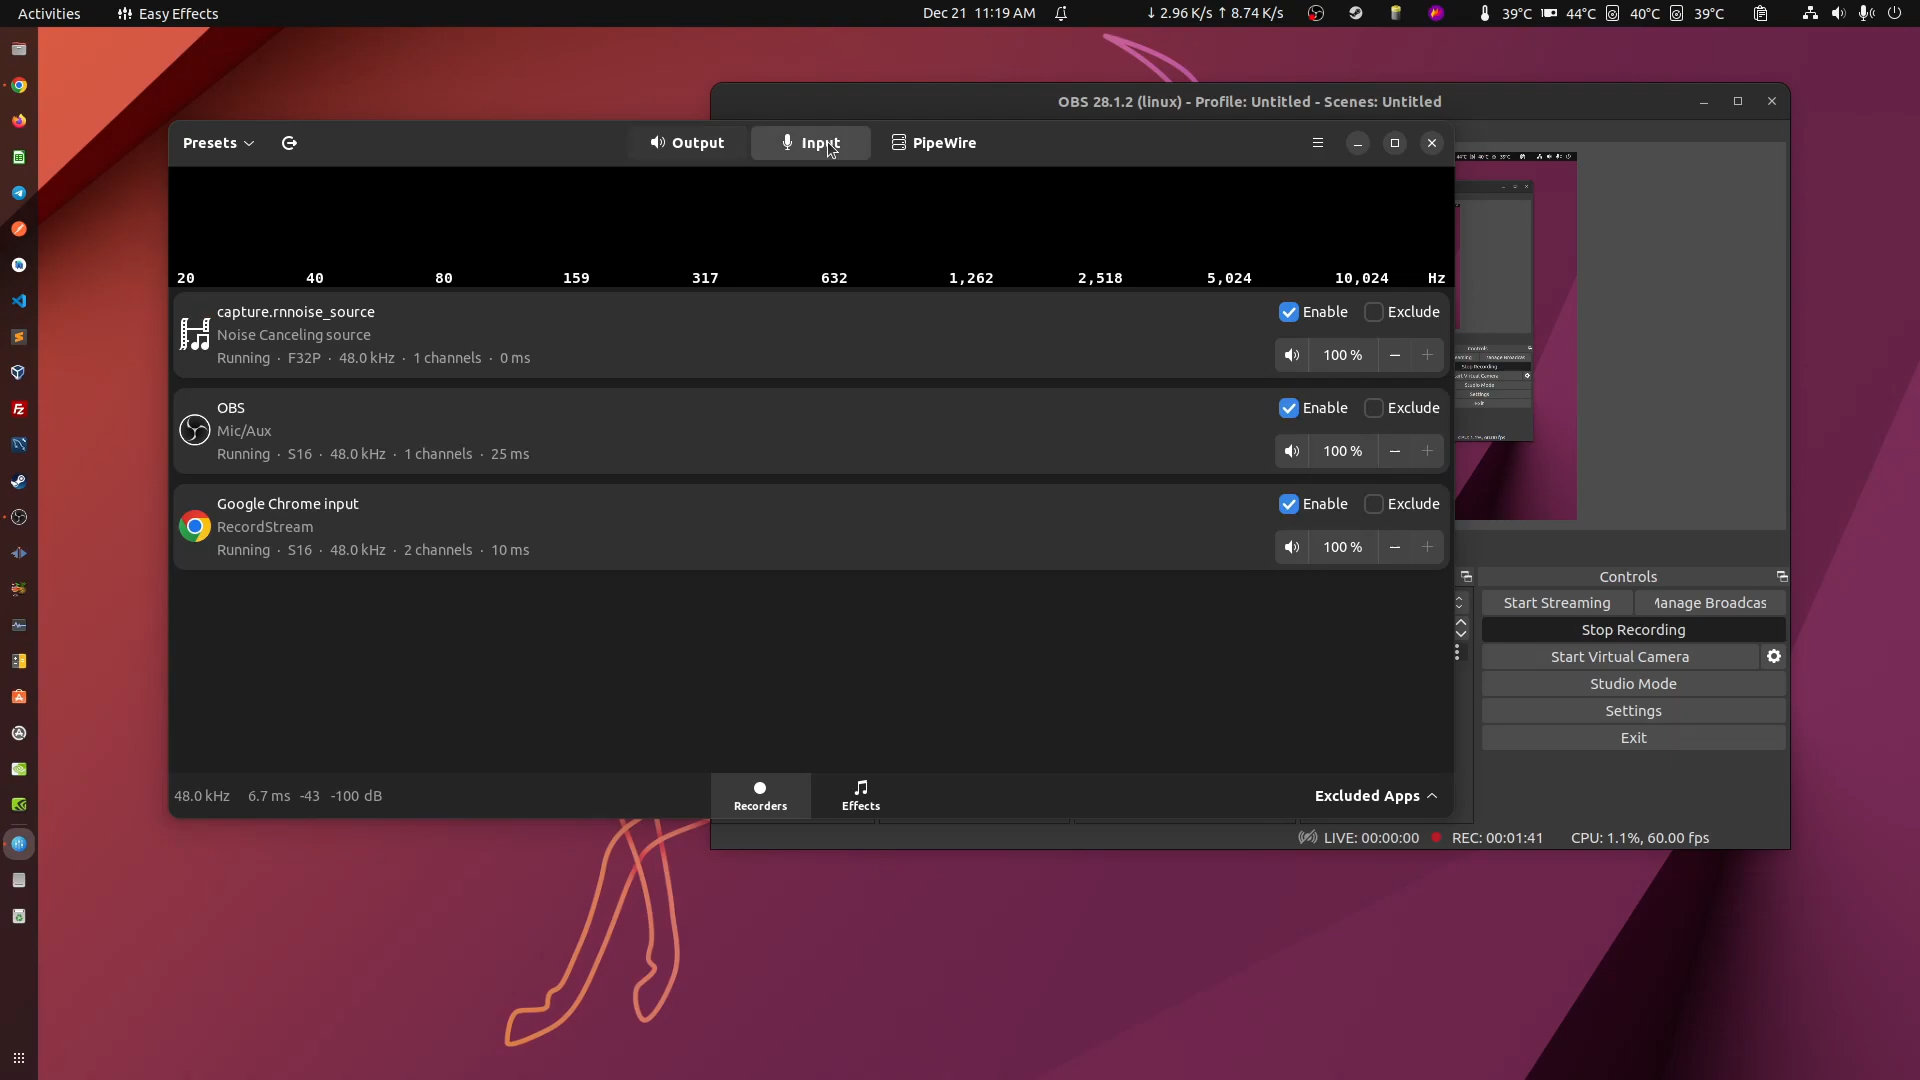 Activities Easy Effects Dec 21 11:19 AM ↓ 2.96 K/s ↑ 8.74 K/s 39°C 44°C 40°C 39°C
OBS 28.1.2 (linux) - Profile: Untitled - Scenes: Untitled
Presets Output Input PipeWire
20 40 80 159 317 632 1,262 2,518 5,024 10,024 Hz
capture.rnnoise_source Enable Exclude
Noise Canceling source
Running · F32P · 48.0 kHz · 1 channels · 0 ms 100 %
OBS Enable Exclude
Mic/Aux
Running · S16 · 48.0 kHz · 1 channels · 25 ms 100 %
Google Chrome input Enable Exclude
RecordStream
Running · S16 · 48.0 kHz · 2 channels · 10 ms 100 %
Controls
Start Streaming Manage Broadcas
Stop Recording
Start Virtual Camera
Studio Mode
Settings
Exit
48.0 kHz 6.7 ms -43 -100 dB Recorders Effects Excluded Apps
LIVE: 00:00:00 REC: 00:01:41 CPU: 1.1%, 60.00 fps